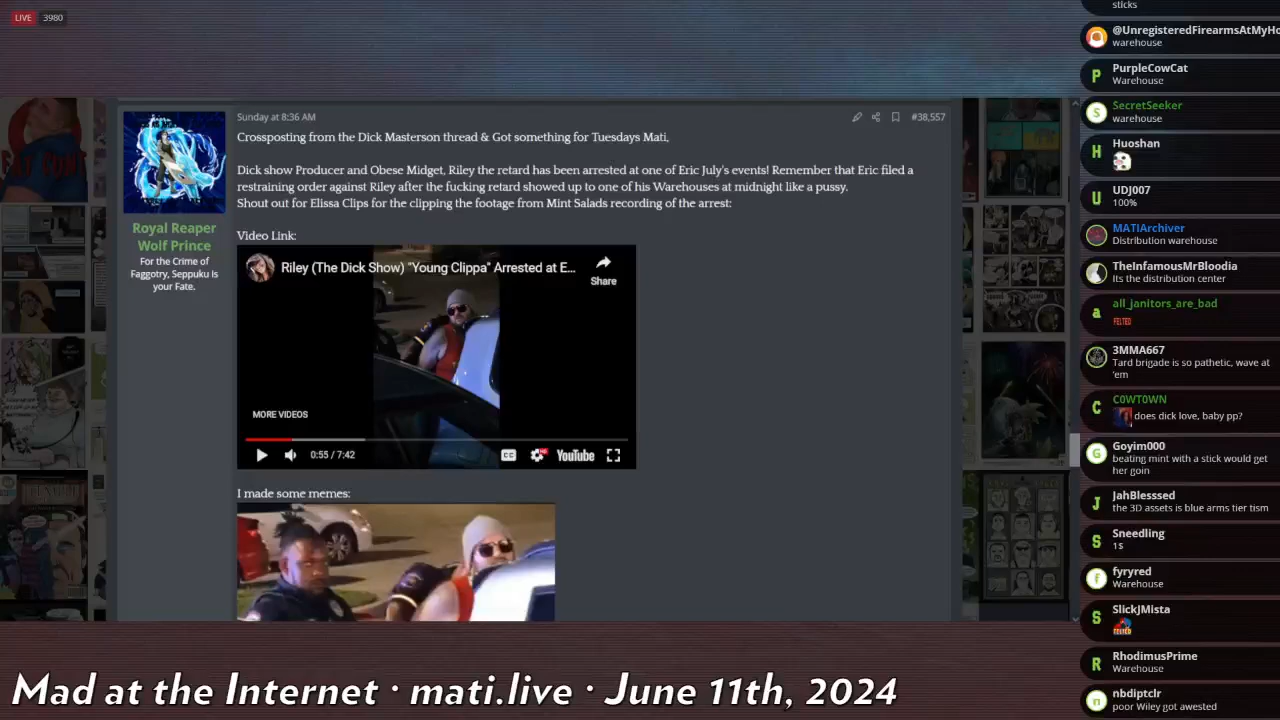 LIVE 3980
Sunday at 8:36 AM
#38,557
Crossposting from the Dick Masterson thread & Got something for Tuesdays Mati,
Dick show Producer and Obese Midget, Riley the retard has been arrested at one of Eric July's events! Remember that Eric filed a
restraining order against Riley after the fucking retard showed up to one of his Warehouses at midnight like a pussy.
Shout out for Elissa Clips for the clipping the footage from Mint Salads recording of the arrest:
Royal Reaper
Wolf Prince
For the Crime of
Faggotry, Seppuku is
your Fate.
Video Link:
Riley (The Dick Show) "Young Clippa" Arrested at E...
Share
MORE VIDEOS
0:55 / 7:42
CC
HD
YouTube
I made some memes:
sticks
@UnregisteredFirearmsAtMyHo
warehouse
P
PurpleCowCat
Warehouse
S
SecretSeeker
warehouse
H
Huoshan
U
UDJ007
100%
MATIArchiver
Distribution warehouse
TheInfamousMrBloodia
Its the distribution center
a
all_janitors_are_bad
FELTED
3MMA667
Tard brigade is so pathetic, wave at
'em
C
C0WT0WN
does dick love, baby pp?
G
Goyim000
beating mint with a stick would get
her goin
J
JahBlesssed
the 3D assets is blue arms tier tism
S
Sneedling
1$
f
fyryred
Warehouse
S
SlickJMista
FELTED
R
RhodimusPrime
Warehouse
n
nbdiptclr
poor Wiley got awested
Mad at the Internet · mati.live · June 11th, 2024